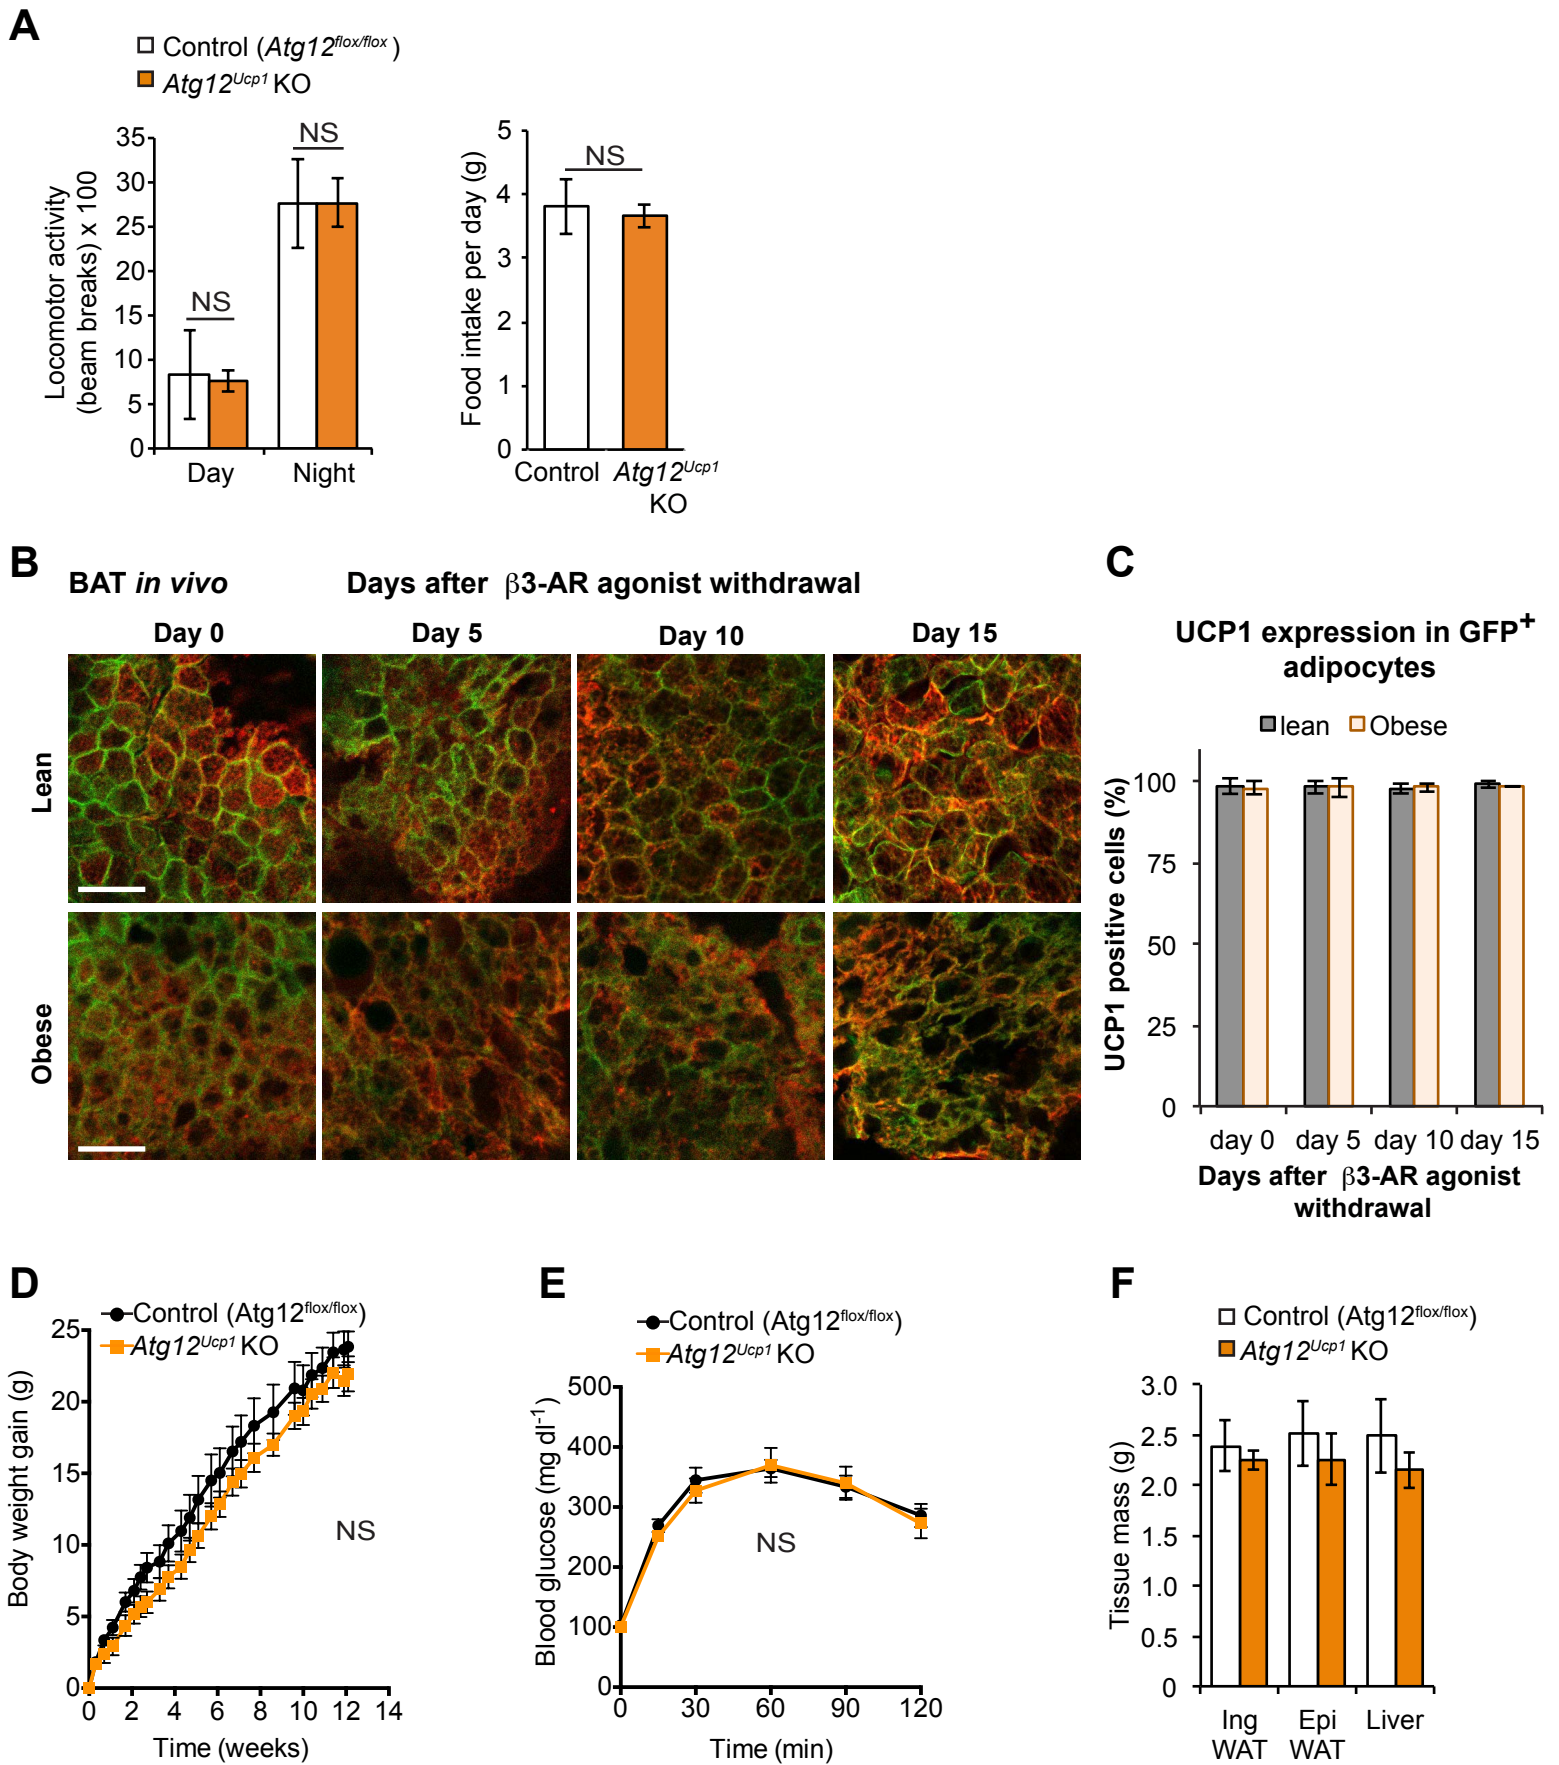 A
Control (Atg12flox/flox )
Atg12Ucp1 KO
Locomotor activity
(beam breaks) x 100
35
30
25
20
15
10
5
0
NS
NS
Day
Night
Food intake per day (g)
5
4
3
2
1
0
NS
Control
Atg12Ucp1
KO
B
BAT in vivo
Days after β3-AR agonist withdrawal
Day 0
Day 5
Day 10
Day 15
Lean
Obese
C
UCP1 expression in GFP+
adipocytes
lean
Obese
UCP1 positive cells (%)
100
75
50
25
0
day 0
day 5
day 10
day 15
Days after β3-AR agonist
withdrawal
D
Control (Atg12flox/flox)
Atg12Ucp1 KO
Body weight gain (g)
25
20
15
10
5
0
NS
0 2 4 6 8 10 12 14
Time (weeks)
E
Control (Atg12flox/flox)
Atg12Ucp1 KO
Blood glucose (mg dl-1)
500
400
300
200
100
0
NS
0 30 60 90 120
Time (min)
F
Control (Atg12flox/flox)
Atg12Ucp1 KO
Tissue mass (g)
3.0
2.5
2.0
1.5
1.0
0.5
0
Ing
WAT
Epi
WAT
Liver